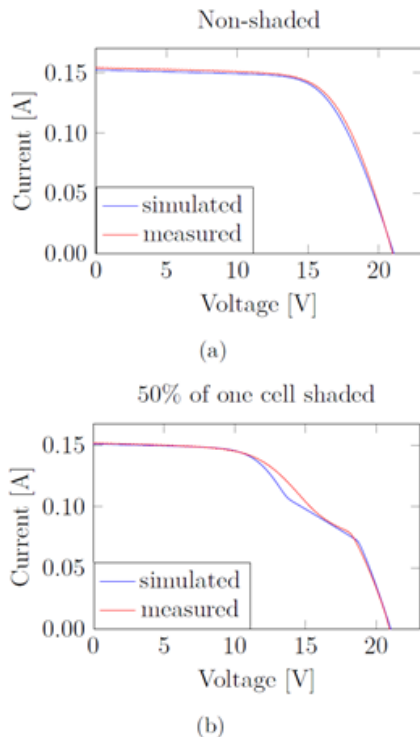 Non-shaded
0.15
0.10
0.05
0.00
Current [A]
simulated
measured
0 5 10 15 20
Voltage [V]
(a)
50% of one cell shaded
0.15
0.10
0.05
0.00
Current [A]
simulated
measured
0 5 10 15 20
Voltage [V]
(b)